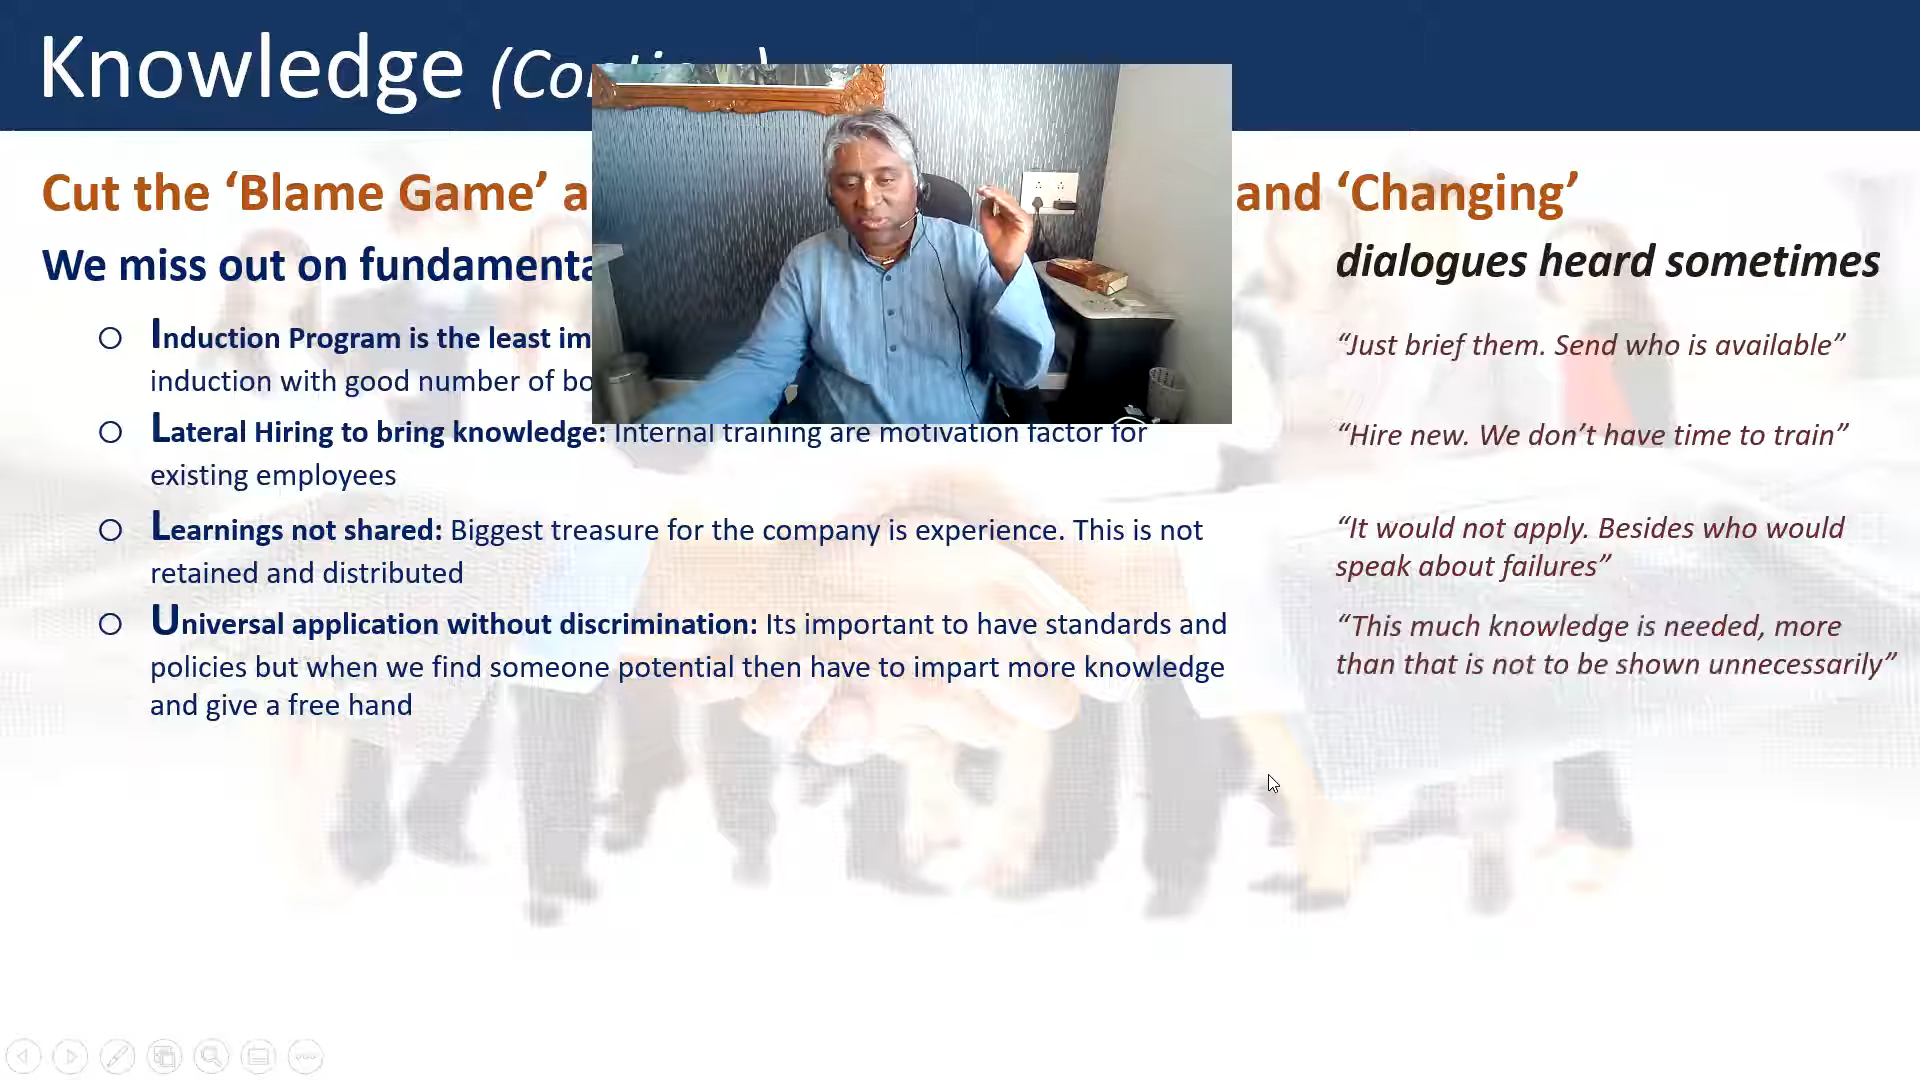 Knowledge
Cut the ‘Blame Game’ and ‘Changing’
We miss out on dialogues heard sometimes
Induction Program is the least “Just brief them. Send who is available”
induction with good number of
Lateral Hiring to bring knowledge: Internal training are motivation factor for “Hire new. We don’t have time to train”
existing employees
Learnings not shared: Biggest treasure for the company is experience. This is not “It would not apply. Besides who would
retained and distributed speak about failures”
Universal application without discrimination: Its important to have standards and “This much knowledge is needed, more
policies but when we find someone potential then have to impart more knowledge than that is not to be shown unnecessarily”
and give a free hand